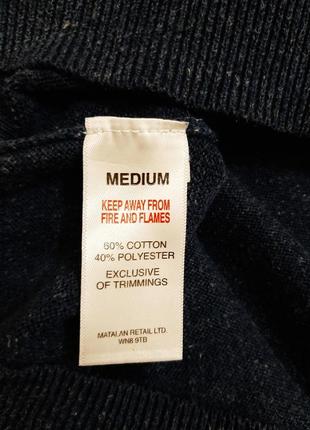 MEDIUM
KEEP AWAY FROM
FIRE AND FLAMES
60% COTTON
40% POLYESTER
EXCLUSIVE
OF TRIMMINGS
MATALAN RETAIL LTD.
WN8 9TB